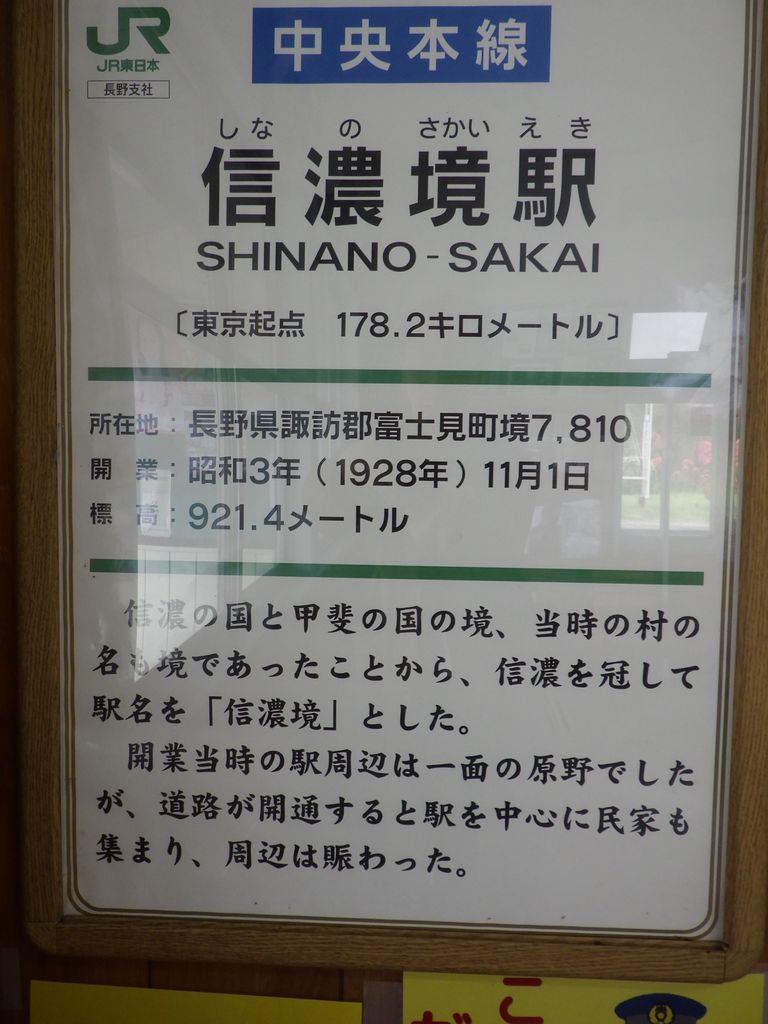 JR
JR東日本
長野支社
中央本線
しな の さかい えき
信濃境駅
SHINANO-SAKAI
〔東京起点 178.2キロメートル〕
所在地：長野県諏訪郡富士見町境7,810
開 業：昭和3年（1928年）11月1日
標 高：921.4メートル
信濃の国と甲斐の国の境、当時の村の
名も境であったことから、信濃を冠して
駅名を「信濃境」とした。
開業当時の駅周辺は一面の原野でした
が、道路が開通すると駅を中心に民家も
集まり、周辺は賑わった。